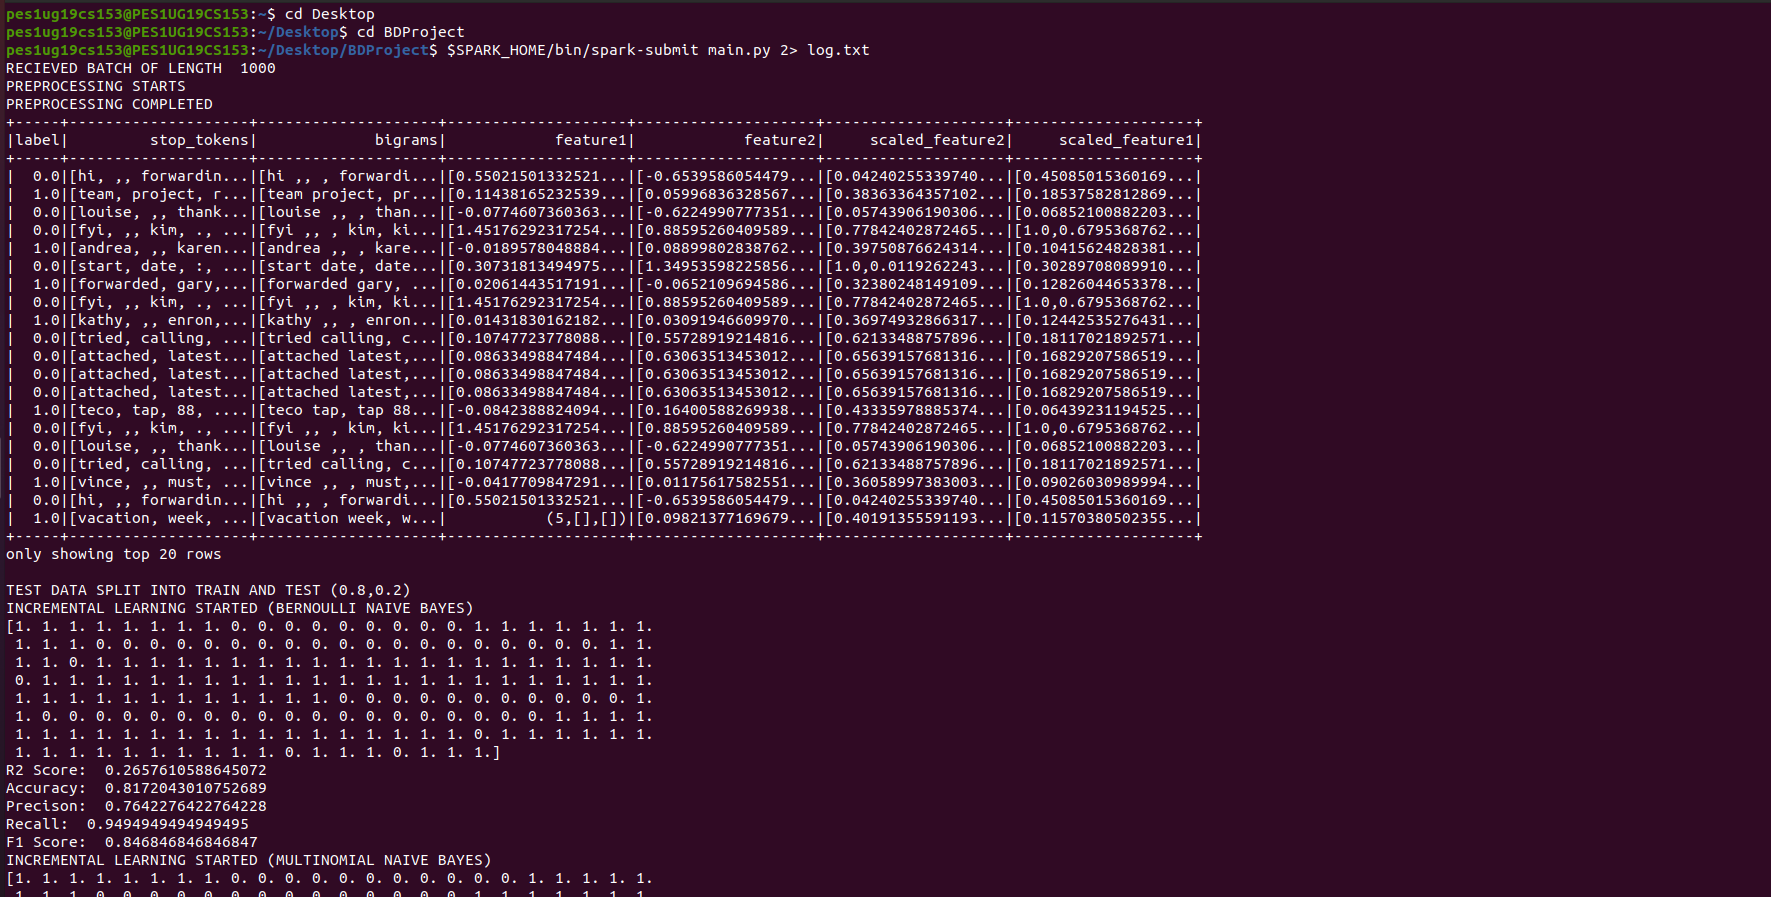 pes1ug19cs153@PES1UG19CS153:~$ cd Desktop
pes1ug19cs153@PES1UG19CS153:~/Desktop$ cd BDProject
pes1ug19cs153@PES1UG19CS153:~/Desktop/BDProject$ $SPARK_HOME/bin/spark-submit main.py 2> log.txt
RECIEVED BATCH OF LENGTH  1000
PREPROCESSING STARTS
PREPROCESSING COMPLETED
+-----+--------------------+--------------------+--------------------+--------------------+--------------------+--------------------+
|label|         stop_tokens|             bigrams|            feature1|            feature2|     scaled_feature2|     scaled_feature1|
+-----+--------------------+--------------------+--------------------+--------------------+--------------------+--------------------+
|  0.0|[hi, ,, forwardin...|[hi ,, , forwardi...|[0.55021501332521...|[-0.6539586054479...|[0.04240255339740...|[0.45085015360169...|
|  1.0|[team, project, r...|[team project, pr...|[0.11438165232539...|[0.05996836328567...|[0.38363364357102...|[0.18537582812869...|
|  0.0|[louise, ,, thank...|[louise ,, , than...|[-0.0774607360363...|[-0.6224990777351...|[0.05743906190306...|[0.06852100882203...|
|  0.0|[fyi, ,, kim, ., ...|[fyi ,, , kim, ki...|[1.45176292317254...|[0.88595260409589...|[0.77842402872465...|[1.0,0.6795368762...|
|  1.0|[andrea, ,, karen...|[andrea ,, , kare...|[-0.0189578048884...|[0.08899802838762...|[0.39750876624314...|[0.10415624828381...|
|  0.0|[start, date, :, ...|[start date, date...|[0.30731813494975...|[1.34953598225856...|[1.0,0.0119262243...|[0.30289708089910...|
|  1.0|[forwarded, gary,...|[forwarded gary, ...|[0.02061443517191...|[-0.0652109694586...|[0.32380248149109...|[0.12826044653378...|
|  0.0|[fyi, ,, kim, ., ...|[fyi ,, , kim, ki...|[1.45176292317254...|[0.88595260409589...|[0.77842402872465...|[1.0,0.6795368762...|
|  1.0|[kathy, ,, enron,...|[kathy ,, , enron...|[0.01431830162182...|[0.03091946609970...|[0.36974932866317...|[0.12442535276431...|
|  0.0|[tried, calling, ...|[tried calling, c...|[0.10747723778088...|[0.55728919214816...|[0.62133488757896...|[0.18117021892571...|
|  0.0|[attached, latest...|[attached latest,...|[0.08633498847484...|[0.63063513453012...|[0.65639157681316...|[0.16829207586519...|
|  0.0|[attached, latest...|[attached latest,...|[0.08633498847484...|[0.63063513453012...|[0.65639157681316...|[0.16829207586519...|
|  0.0|[attached, latest...|[attached latest,...|[0.08633498847484...|[0.63063513453012...|[0.65639157681316...|[0.16829207586519...|
|  1.0|[teco, tap, 88, ....|[teco tap, tap 88...|[-0.0842388824094...|[0.16400588269938...|[0.43335978885374...|[0.06439231194525...|
|  0.0|[fyi, ,, kim, ., ...|[fyi ,, , kim, ki...|[1.45176292317254...|[0.88595260409589...|[0.77842402872465...|[1.0,0.6795368762...|
|  0.0|[louise, ,, thank...|[louise ,, , than...|[-0.0774607360363...|[-0.6224990777351...|[0.05743906190306...|[0.06852100882203...|
|  0.0|[tried, calling, ...|[tried calling, c...|[0.10747723778088...|[0.55728919214816...|[0.62133488757896...|[0.18117021892571...|
|  1.0|[vince, ,, must, ...|[vince ,, , must,...|[-0.0417709847291...|[0.01175617582551...|[0.36058997383003...|[0.09026030989994...|
|  0.0|[hi, ,, forwardin...|[hi ,, , forwardi...|[0.55021501332521...|[-0.6539586054479...|[0.04240255339740...|[0.45085015360169...|
|  1.0|[vacation, week, ...|[vacation week, w...|          (5,[],[])|[0.09821377169679...|[0.40191355591193...|[0.11570380502355...|
+-----+--------------------+--------------------+--------------------+--------------------+--------------------+--------------------+
only showing top 20 rows
TEST DATA SPLIT INTO TRAIN AND TEST (0.8,0.2)
INCREMENTAL LEARNING STARTED (BERNOULLI NAIVE BAYES)
[1. 1. 1. 1. 1. 1. 1. 1. 0. 0. 0. 0. 0. 0. 0. 0. 0. 1. 1. 1. 1. 1. 1. 1.
 1. 1. 1. 0. 0. 0. 0. 0. 0. 0. 0. 0. 0. 0. 0. 0. 0. 0. 0. 0. 0. 0. 1. 1.
 1. 1. 0. 1. 1. 1. 1. 1. 1. 1. 1. 1. 1. 1. 1. 1. 1. 1. 1. 1. 1. 1. 1. 1.
 0. 1. 1. 1. 1. 1. 1. 1. 1. 1. 1. 1. 1. 1. 1. 1. 1. 1. 1. 1. 1. 1. 1. 1.
 1. 1. 1. 1. 1. 1. 1. 1. 1. 1. 1. 1. 0. 0. 0. 0. 0. 0. 0. 0. 0. 0. 0. 1.
 1. 0. 0. 0. 0. 0. 0. 0. 0. 0. 0. 0. 0. 0. 0. 0. 0. 0. 0. 0. 1. 1. 1. 1.
 1. 1. 1. 1. 1. 1. 1. 1. 1. 1. 1. 1. 1. 1. 1. 1. 1. 0. 1. 1. 1. 1. 1. 1.
 1. 1. 1. 1. 1. 1. 1. 1. 1. 1. 0. 1. 1. 1. 0. 1. 1. 1.]
R2 Score:  0.2657610588645072
Accuracy:  0.8172043010752689
Precison:  0.7642276422764228
Recall:  0.9494949494949495
F1 Score:  0.846846846846847
INCREMENTAL LEARNING STARTED (MULTINOMIAL NAIVE BAYES)
[1. 1. 1. 1. 1. 1. 1. 1. 0. 0. 0. 0. 0. 0. 0. 0. 0. 0. 0. 1. 1. 1. 1. 1.